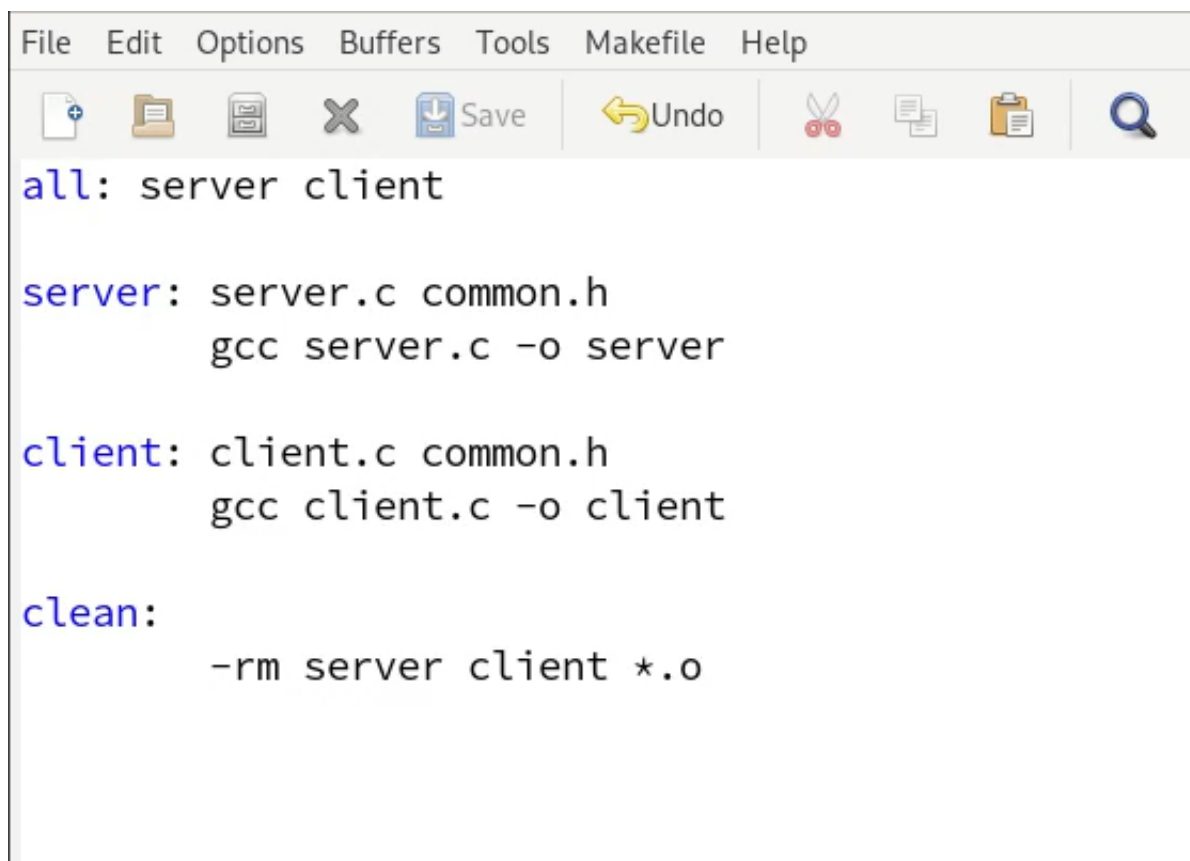 File Edit Options Buffers Tools Makefile Help
Save Undo
all: server client
server: server.c common.h
gcc server.c -o server
client: client.c common.h
gcc client.c -o client
clean:
-rm server client *.o